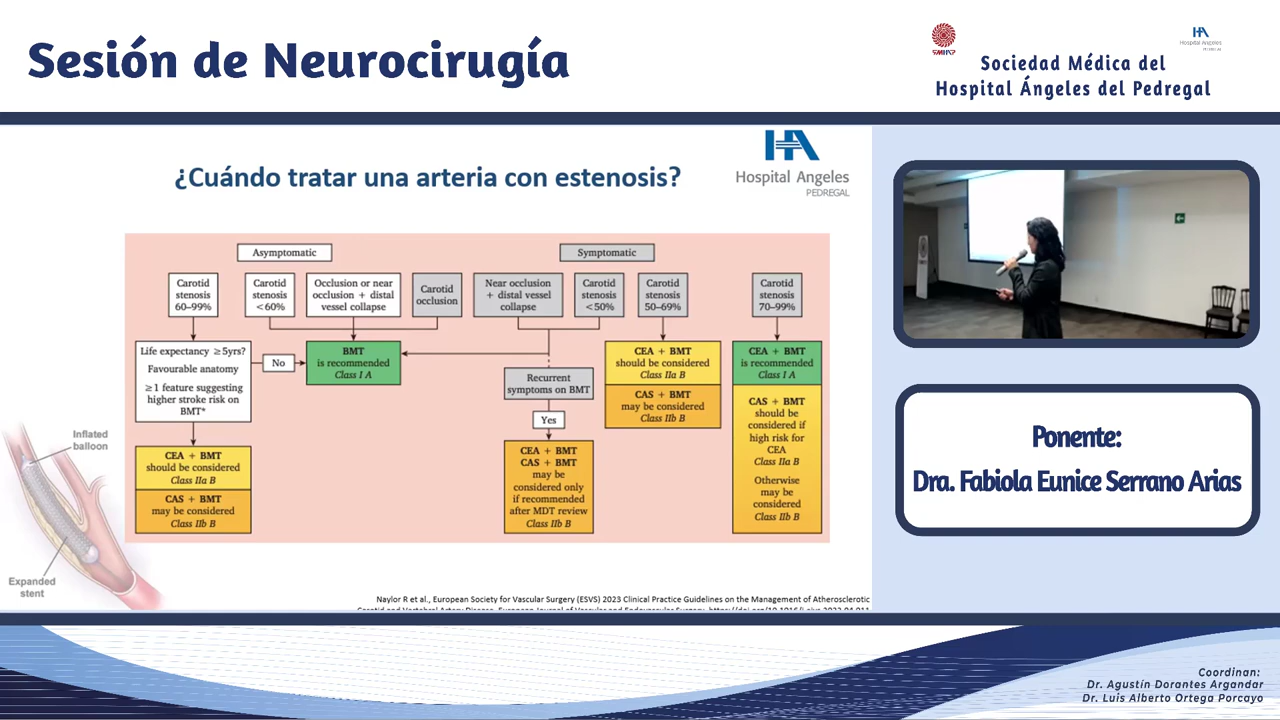 Sesión de Neurocirugía
Sociedad Médica del
Hospital Ángeles del Pedregal
Hospital Angeles
PEDREGAL
¿Cuándo tratar una arteria con estenosis?
Hospital Angeles
PEDREGAL
Asymptomatic
Symptomatic
Carotid
stenosis
60–99%
Carotid
stenosis
<60%
Occlusion or near
occlusion + distal
vessel collapse
Carotid
occlusion
Near occlusion
+ distal vessel
collapse
Carotid
stenosis
<50%
Carotid
stenosis
50–69%
Carotid
stenosis
70–99%
Life expectancy ≥5yrs?
Favourable anatomy
≥1 feature suggesting
higher stroke risk on
BMT*
No
BMT
is recommended
Class I A
Recurrent
symptoms on BMT
Yes
CEA + BMT
should be considered
Class IIa B
CAS + BMT
may be considered
Class IIb B
CEA + BMT
is recommended
Class I A
CAS + BMT
should be
considered if
high risk for
CEA
Class IIa B
Otherwise
may be
considered
Class IIb B
CEA + BMT
should be considered
Class IIa B
CAS + BMT
may be considered
Class IIb B
CEA + BMT
CAS + BMT
may be
considered only
if recommended
after MDT review
Class IIb B
Inflated
balloon
Expanded
stent
Naylor R et al., European Society for Vascular Surgery (ESVS) 2023 Clinical Practice Guidelines on the Management of Atherosclerotic
Ponente:
Dra. Fabiola Eunice Serrano Arias
Coordinan:
Dr. Agustín Dorantes Argandar
Dr. Luis Alberto Ortega Porcayo